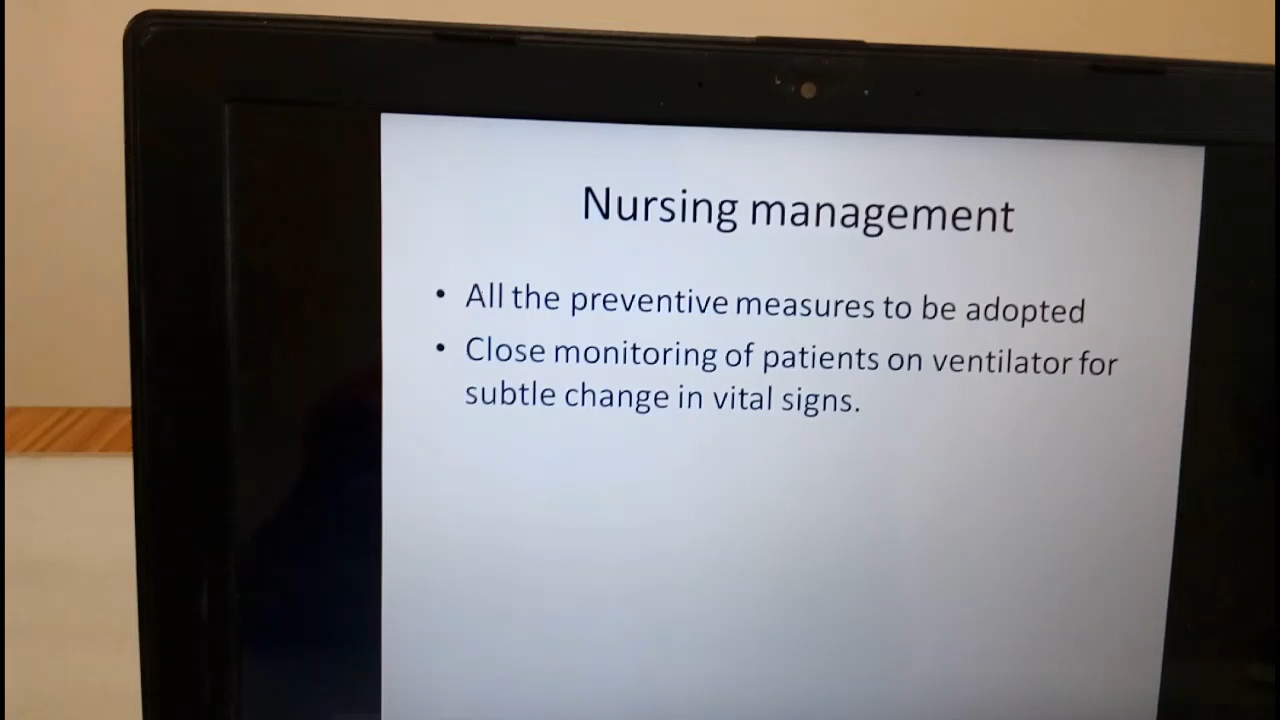 Nursing management
• All the preventive measures to be adopted
• Close monitoring of patients on ventilator for
subtle change in vital signs.